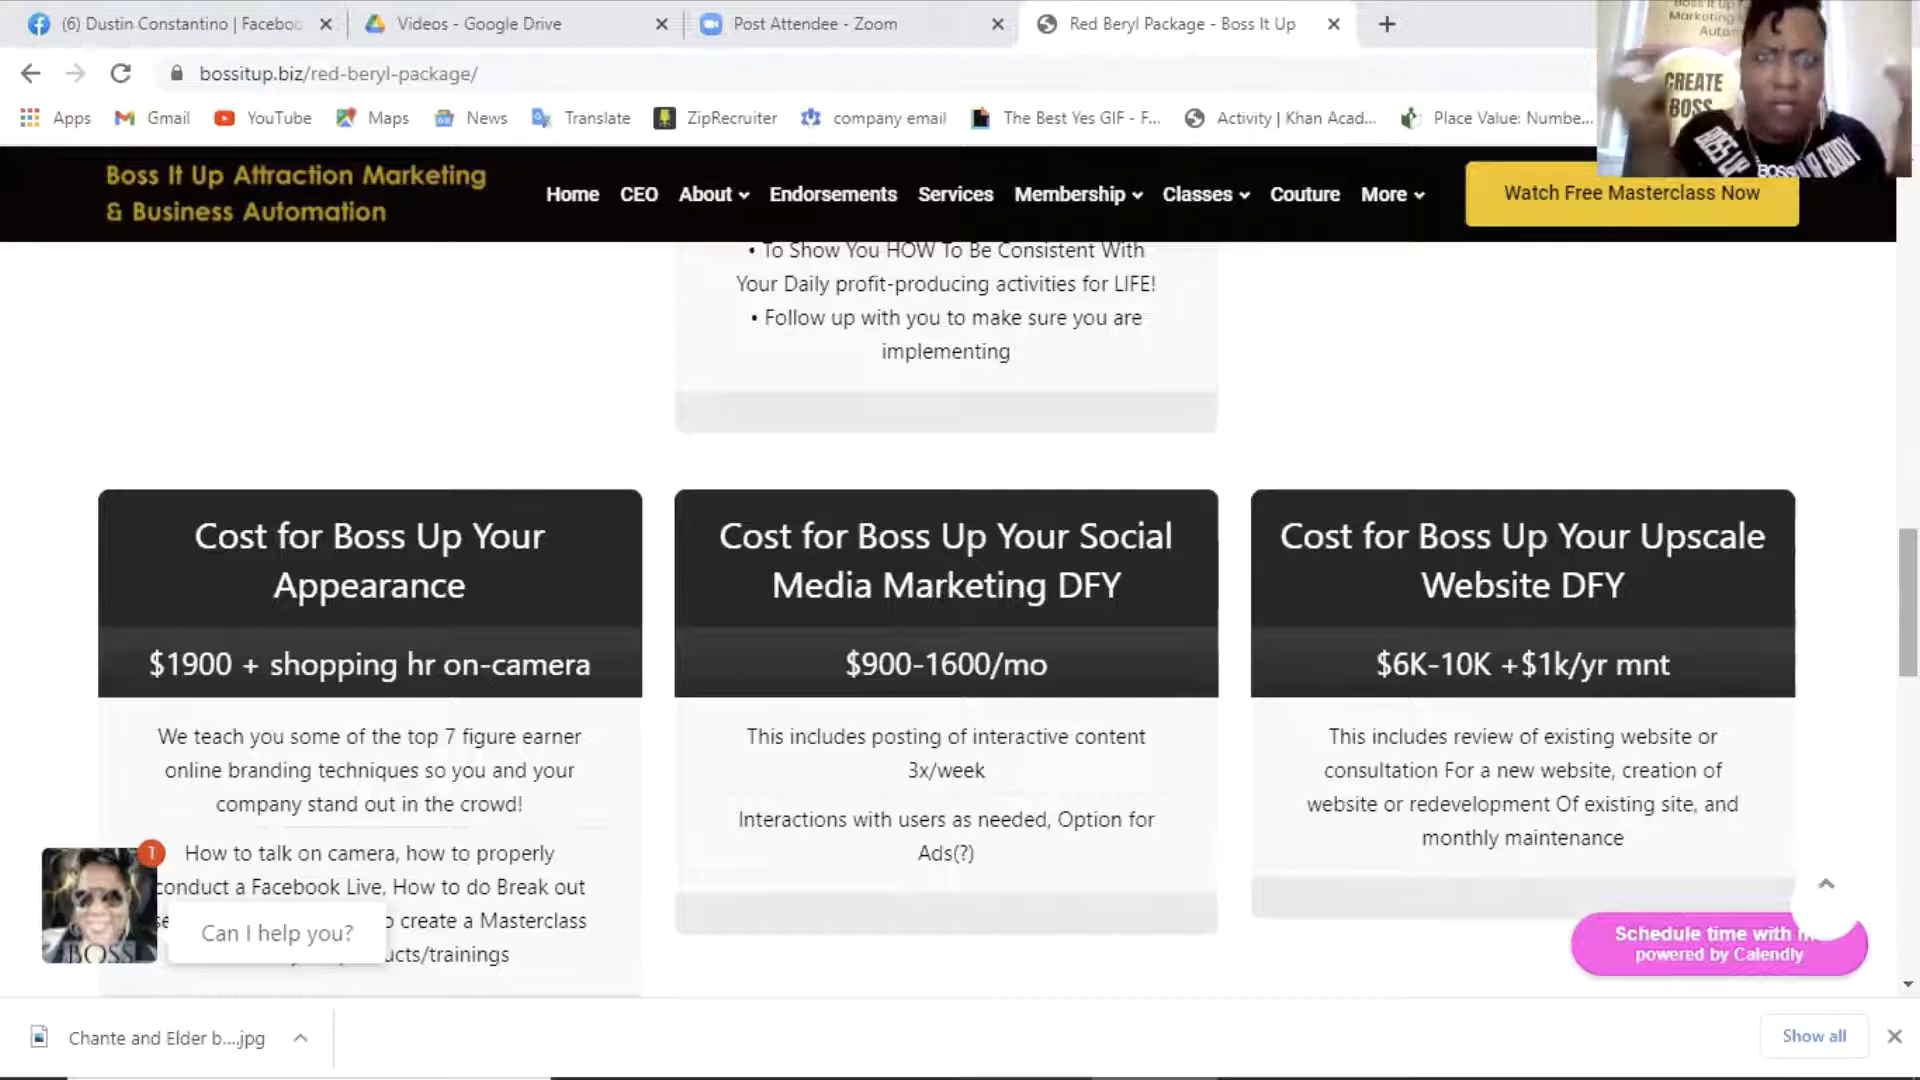 (6) Dustin Constantino | Faceboo
Videos - Google Drive
Post Attendee - Zoom
Red Beryl Package - Boss It Up
bossitup.biz/red-beryl-package/
Apps
Gmail
YouTube
Maps
News
Translate
ZipRecruiter
company email
The Best Yes GIF - F...
Activity | Khan Acad...
Place Value: Numbe...
Boss It Up
Marketing
Autom
CREATE
BOSS
BOSS UP
BODY
Boss It Up Attraction Marketing
& Business Automation
Home
CEO
About
Endorsements
Services
Membership
Classes
Couture
More
Watch Free Masterclass Now
• To Show You HOW To Be Consistent With
Your Daily profit-producing activities for LIFE!
• Follow up with you to make sure you are
implementing
Cost for Boss Up Your
Appearance
$1900 + shopping hr on-camera
We teach you some of the top 7 figure earner
online branding techniques so you and your
company stand out in the crowd!
How to talk on camera, how to properly
conduct a Facebook Live, How to do Break out
create a Masterclass
ucts/trainings
Cost for Boss Up Your Social
Media Marketing DFY
$900-1600/mo
This includes posting of interactive content
3x/week
Interactions with users as needed, Option for
Ads(?)
Cost for Boss Up Your Upscale
Website DFY
$6K-10K +$1k/yr mnt
This includes review of existing website or
consultation For a new website, creation of
website or redevelopment Of existing site, and
monthly maintenance
1
BOSS
Can I help you?
Schedule time with m
powered by Calendly
Chante and Elder b....jpg
Show all